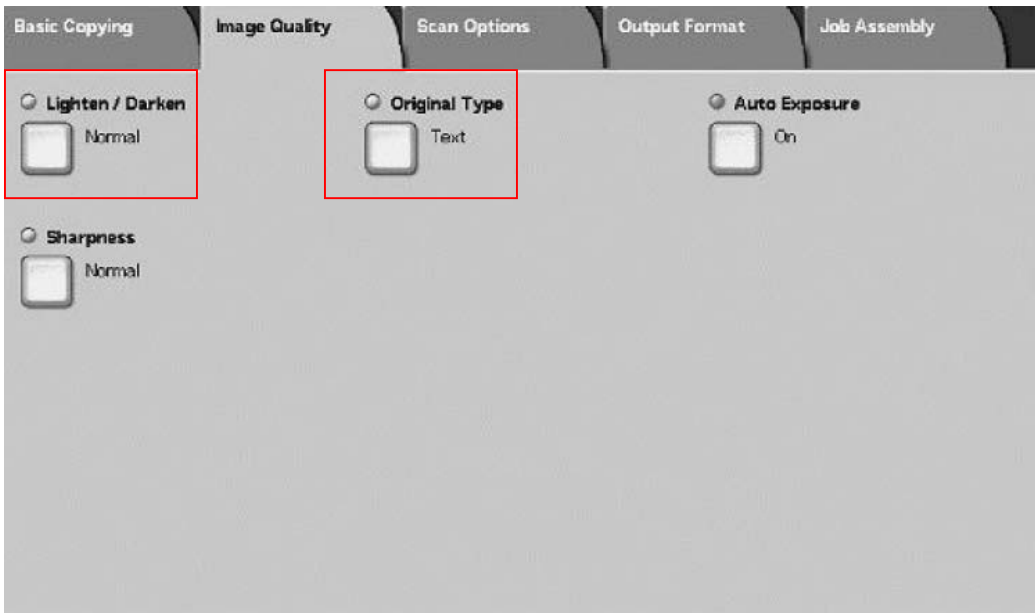 Basic Copying
Image Quality
Scan Options
Output Format
Job Assembly
Lighten / Darken
Normal
Original Type
Text
Auto Exposure
On
Sharpness
Normal